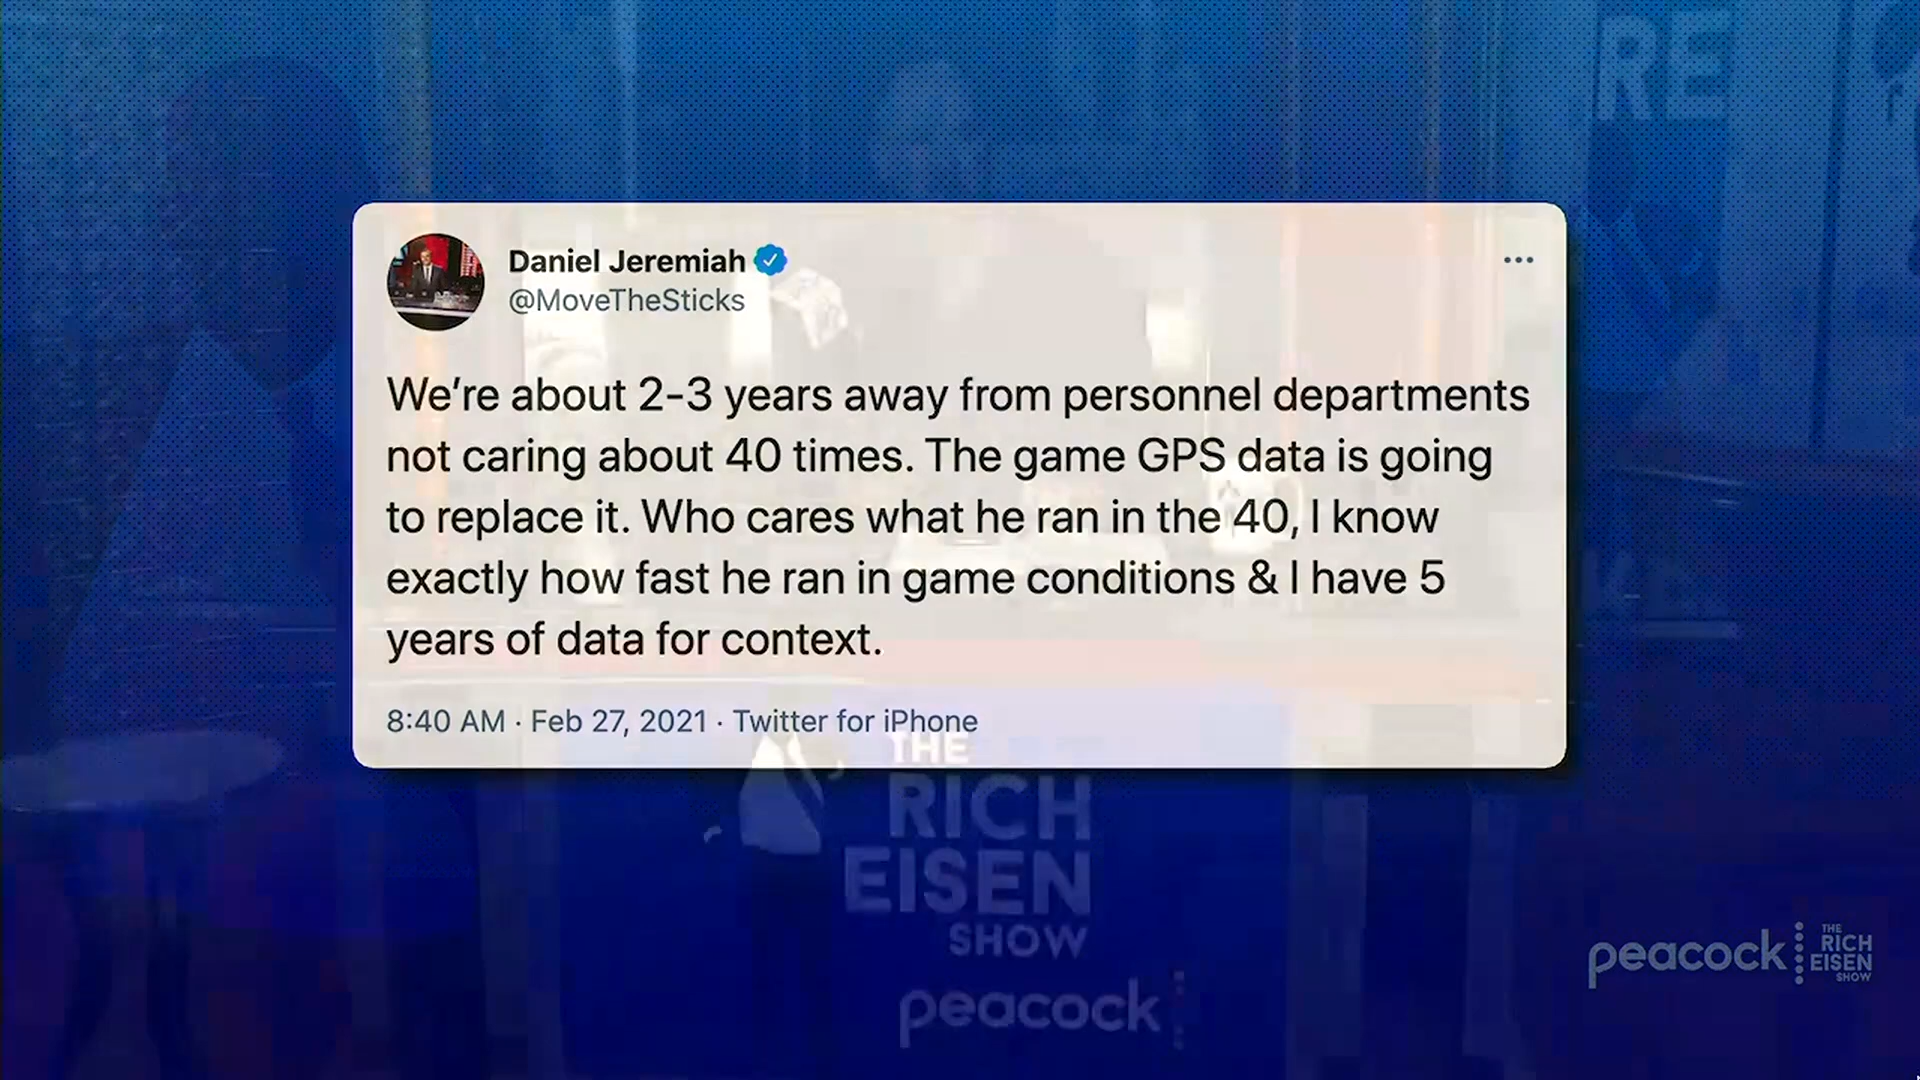 RE
Daniel Jeremiah
@MoveTheSticks
We're about 2-3 years away from personnel departments
not caring about 40 times. The game GPS data is going
to replace it. Who cares what he ran in the 40, I know
exactly how fast he ran in game conditions & I have 5
years of data for context.
8:40 AM · Feb 27, 2021 · Twitter for iPhone
THE
RICH
EISEN
SHOW
peacock
peacock
THE
RICH
EISEN
SHOW